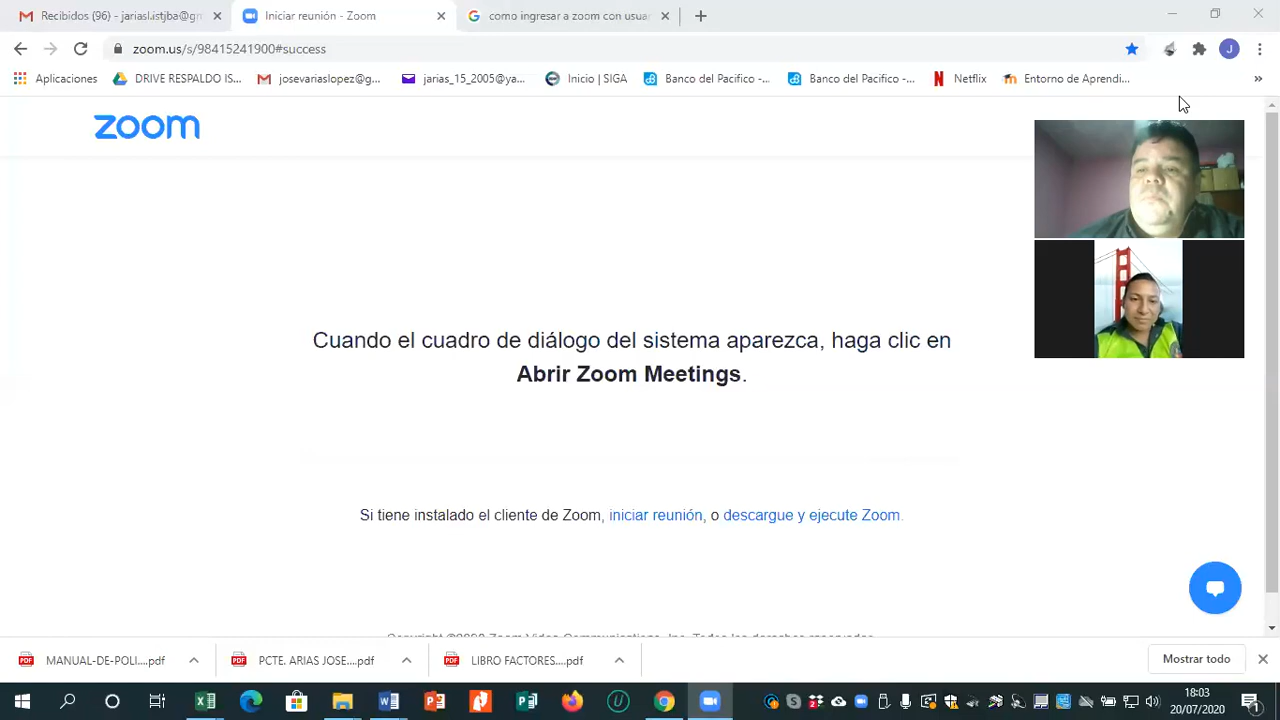 Recibidos (96) - jariaslistjba@gm
Iniciar reunión - Zoom
como ingresar a zoom con usua
zoom.us/s/98415241900#success
J
Aplicaciones
DRIVE RESPALDO IS...
josevariaslopez@g...
jarias_15_2005@ya...
Inicio | SIGA
Banco del Pacifico -...
Banco del Pacifico -...
Netflix
Entorno de Aprendi...
»
zoom
Cuando el cuadro de diálogo del sistema aparezca, haga clic en
Abrir Zoom Meetings.
Si tiene instalado el cliente de Zoom, iniciar reunión, o descargue y ejecute Zoom.
MANUAL-DE-POLI....pdf
PCTE. ARIAS JOSE....pdf
LIBRO FACTORES....pdf
Mostrar todo
18:03
20/07/2020